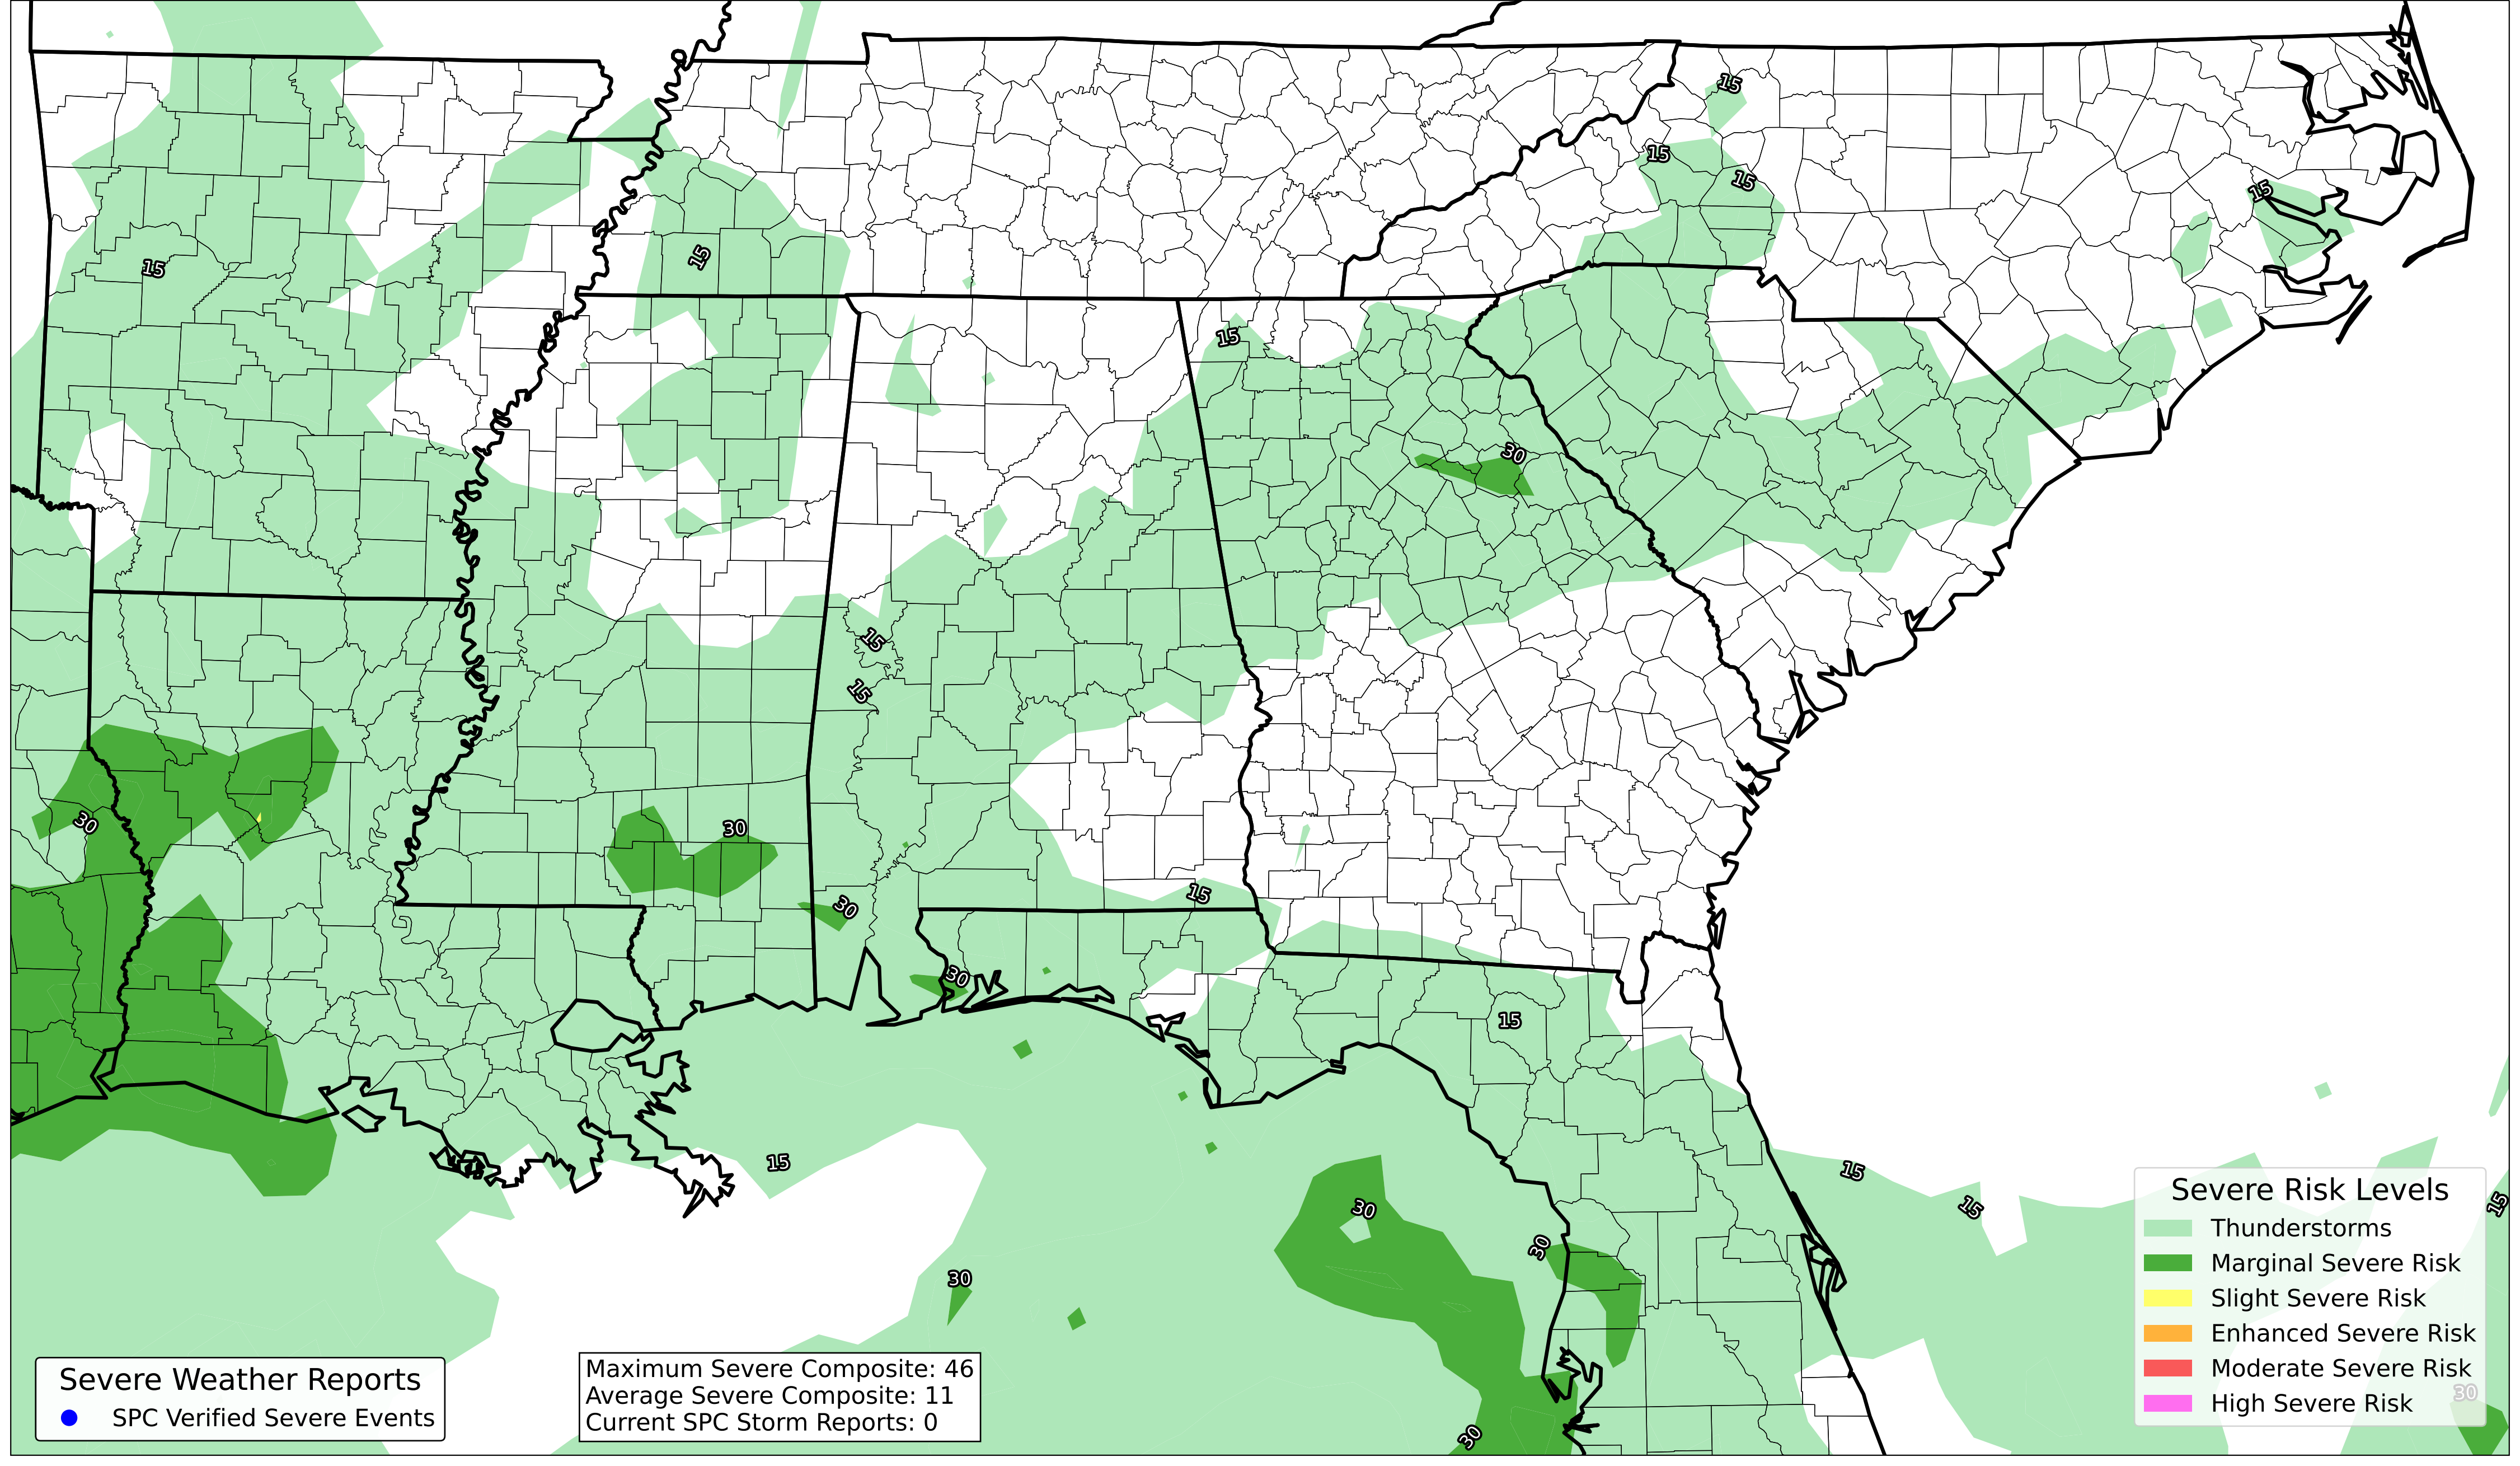 15
15
15
15
15
15
15
30
15
15
30
30
15
30
30
15
15
15
15
15
30
30
30
30
30
Severe Risk Levels
Thunderstorms
Marginal Severe Risk
Slight Severe Risk
Enhanced Severe Risk
Moderate Severe Risk
High Severe Risk
Severe Weather Reports
SPC Verified Severe Events
Maximum Severe Composite: 46
Average Severe Composite: 11
Current SPC Storm Reports: 0